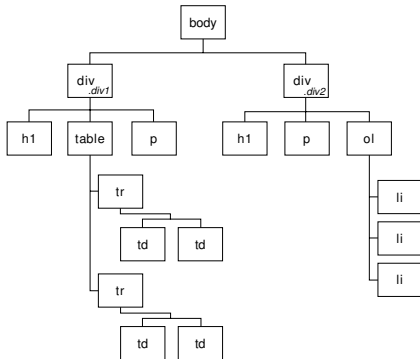 body
div
.div1
div
.div2
h1
table
p
h1
p
ol
tr
li
td
td
li
tr
li
td
td